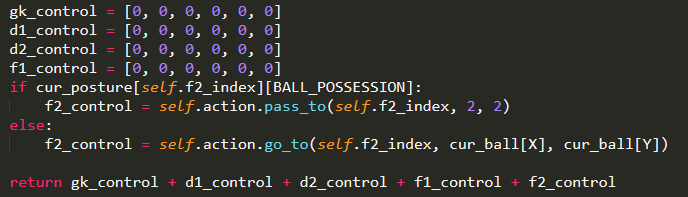 gk_control = [0, 0, 0, 0, 0, 0]
d1_control = [0, 0, 0, 0, 0, 0]
d2_control = [0, 0, 0, 0, 0, 0]
f1_control = [0, 0, 0, 0, 0, 0]
if cur_posture[self.f2_index][BALL_POSSESSION]:
    f2_control = self.action.pass_to(self.f2_index, 2, 2)
else:
    f2_control = self.action.go_to(self.f2_index, cur_ball[X], cur_ball[Y])

return gk_control + d1_control + d2_control + f1_control + f2_control